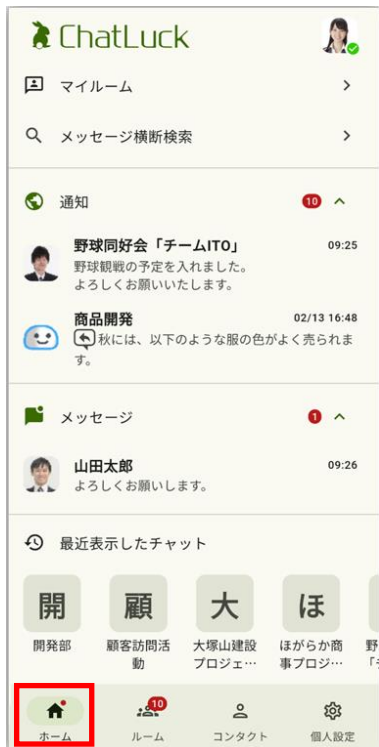 ChatLuck
マイルーム
メッセージ横断検索
通知
10
野球同好会「チームITO」
09:25
野球観戦の予定を入れました。
よろしくお願いいたします。
商品開発
02/13 16:48
秋には、以下のような服の色がよく売られま
す。
メッセージ
1
山田太郎
09:26
よろしくお願いします。
最近表示したチャット
開
顧
大
ほ
開発部
顧客訪問活
動
大塚山建設
プロジェ…
ほがらか商
事プロジ…
野
10
ホーム
ルーム
コンタクト
個人設定